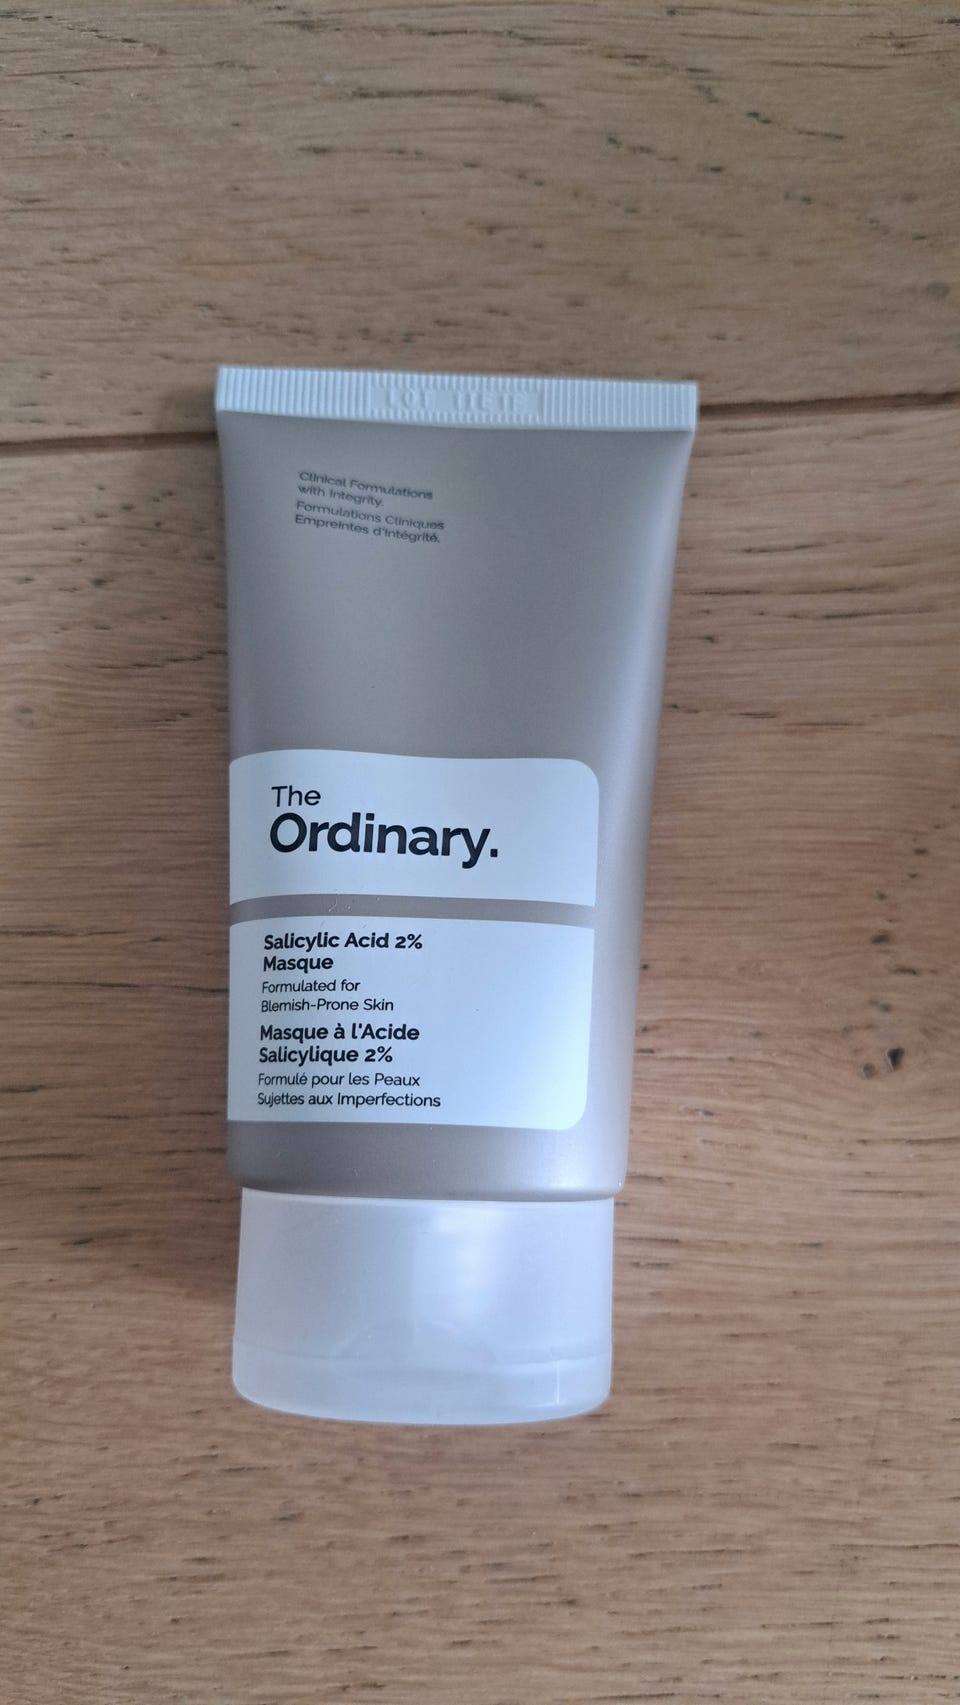 LOT
Clinical Formulations
with Integrity.
Formulations Cliniques
Empreintes d'Intégrité.
The
Ordinary.
Salicylic Acid 2%
Masque
Formulated for
Blemish-Prone Skin
Masque à l'Acide
Salicylique 2%
Formulé pour les Peaux
Sujettes aux Imperfections